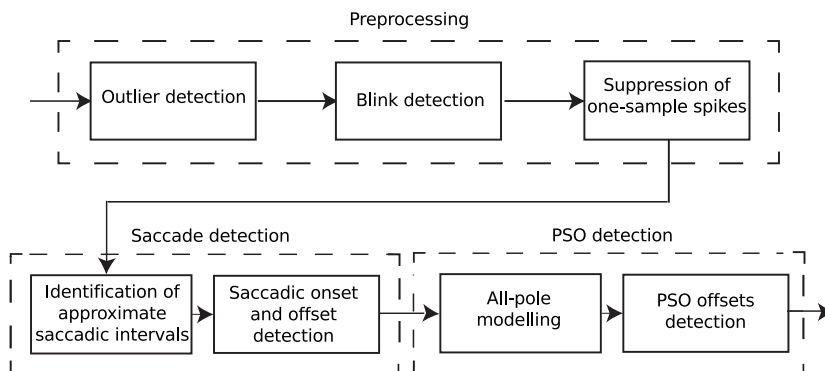 Preprocessing
Outlier detection
Blink detection
Suppression of
one-sample spikes
Saccade detection
PSO detection
Identification of
approximate
saccadic intervals
Saccadic onset
and offset
detection
All-pole
modelling
PSO offsets
detection